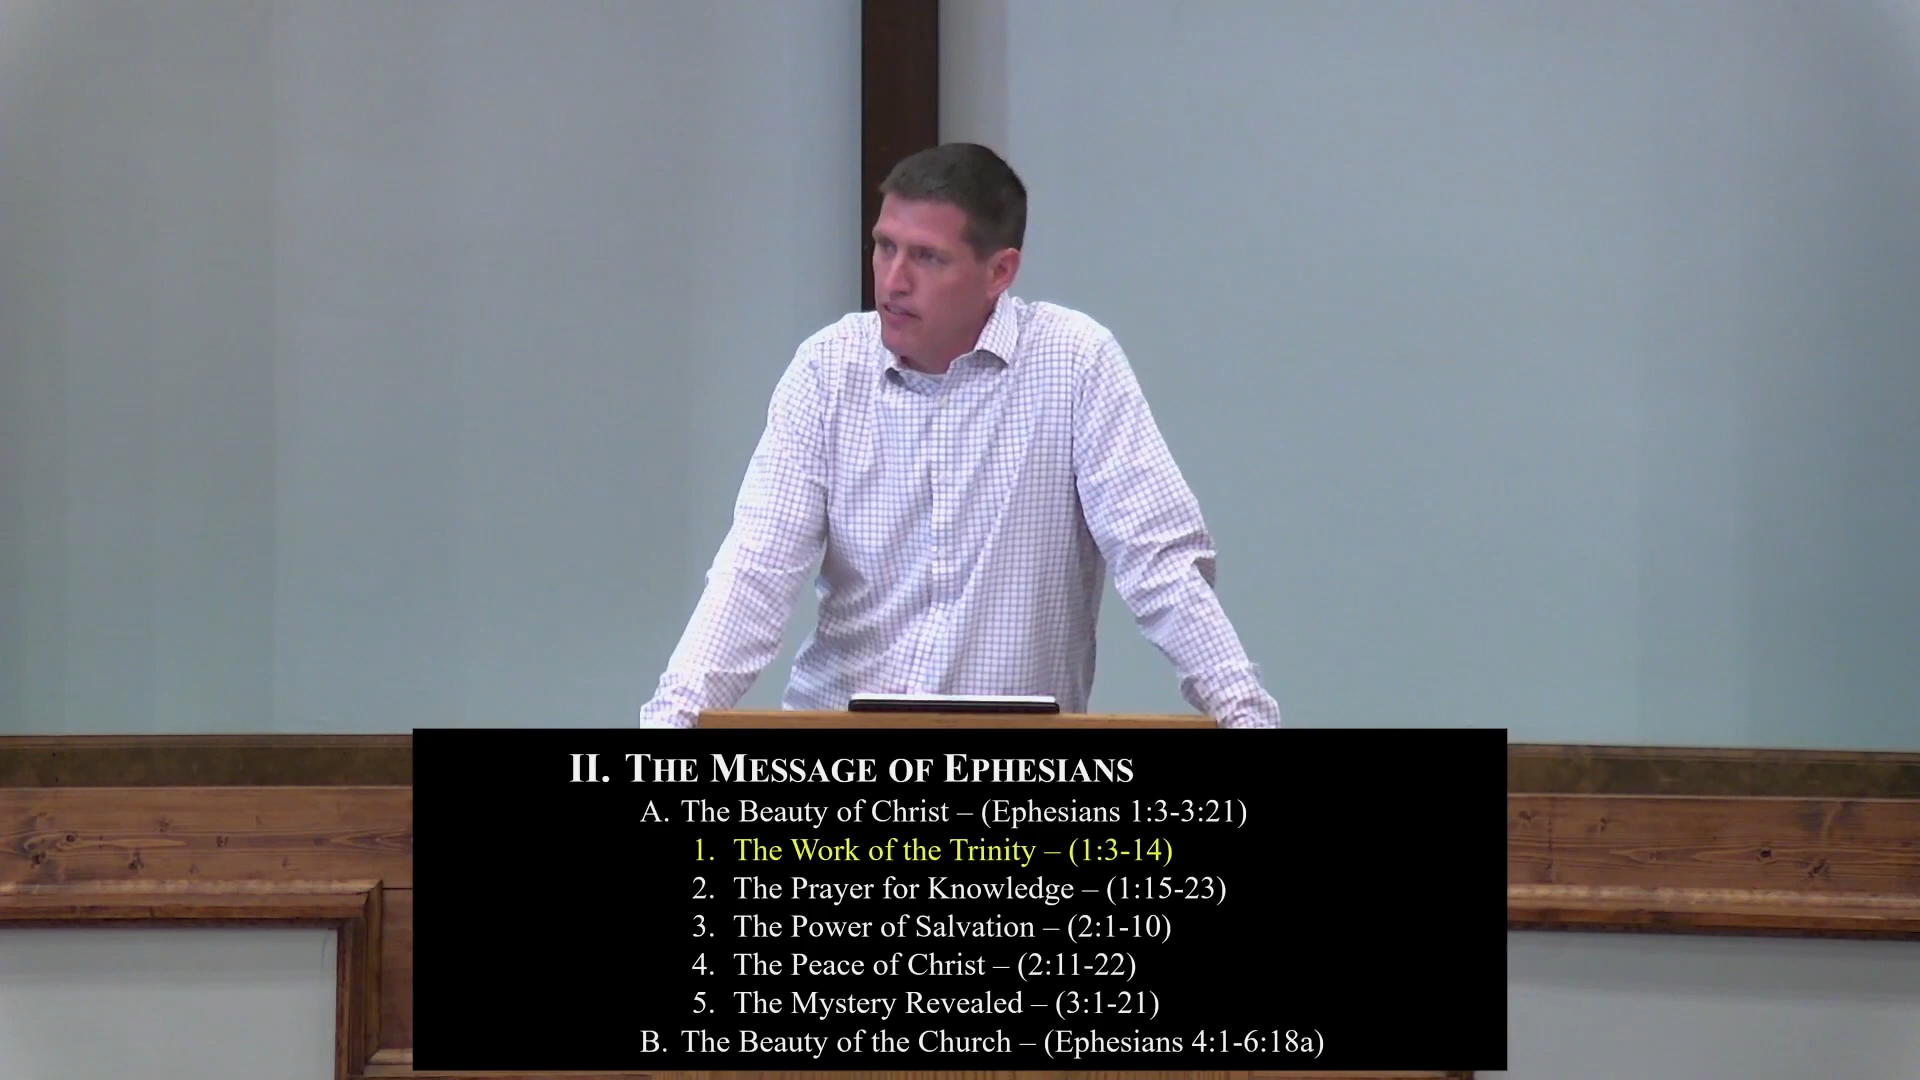 II. The Message of Ephesians
A. The Beauty of Christ – (Ephesians 1:3-3:21)
1. The Work of the Trinity – (1:3-14)
2. The Prayer for Knowledge – (1:15-23)
3. The Power of Salvation – (2:1-10)
4. The Peace of Christ – (2:11-22)
5. The Mystery Revealed – (3:1-21)
B. The Beauty of the Church – (Ephesians 4:1-6:18a)